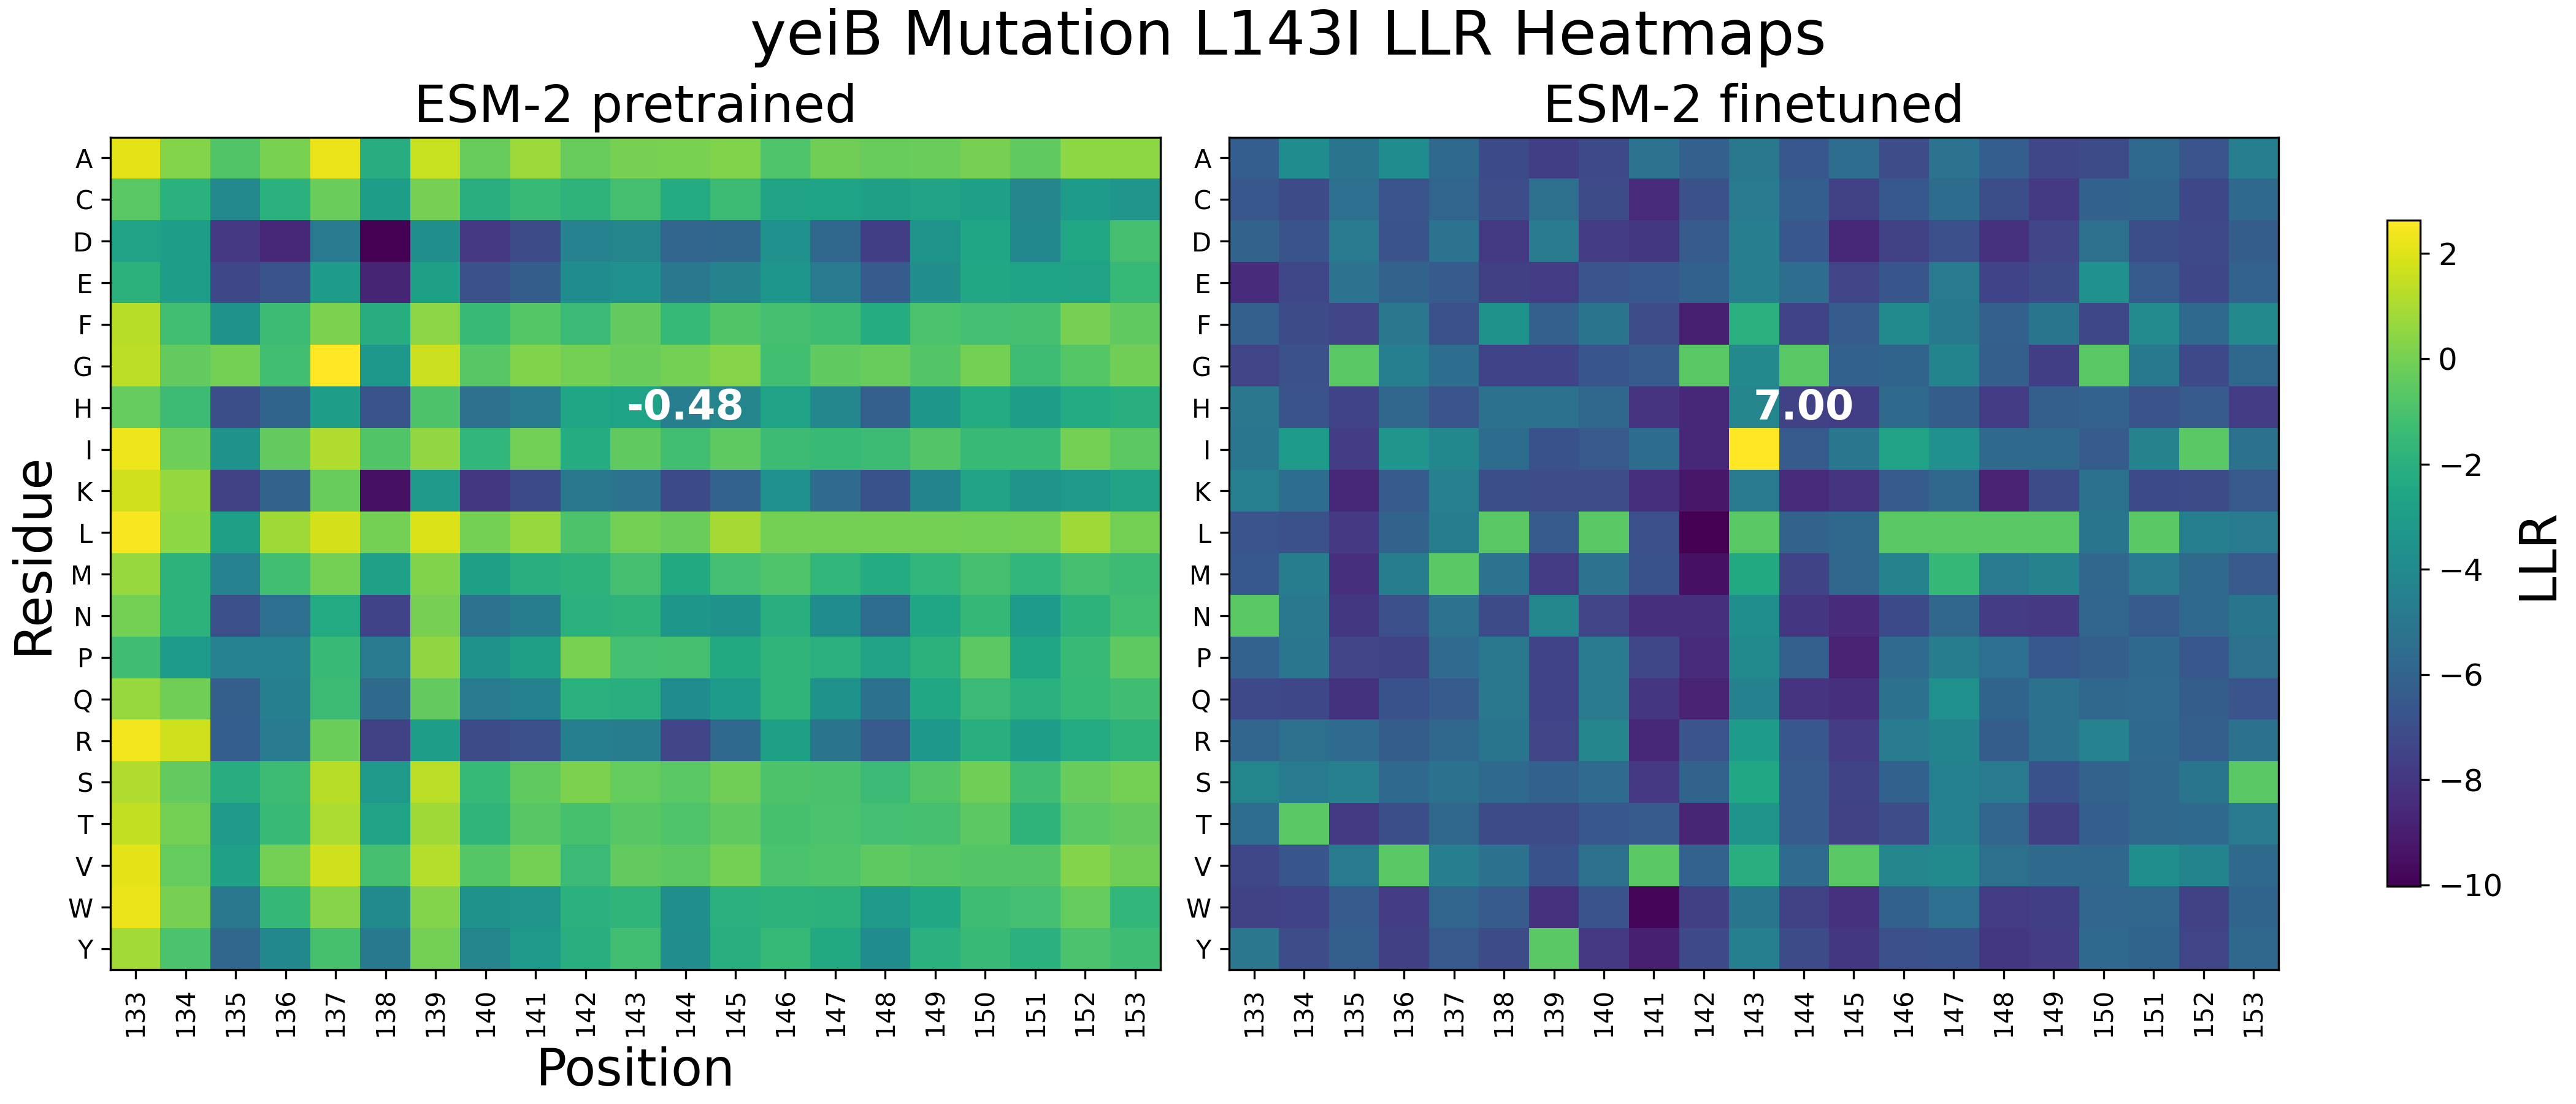 yeiB Mutation L143I LLR Heatmaps
ESM-2 pretrained
ESM-2 finetuned
Residue
A
C
D
E
F
G
H
I
K
L
M
N
P
Q
R
S
T
V
W
Y
-0.48
133 134 135 136 137 138 139 140 141 142 143 144 145 146 147 148 149 150 151 152 153
Position
A
C
D
E
F
G
H
I
K
L
M
N
P
Q
R
S
T
V
W
Y
7.00
133 134 135 136 137 138 139 140 141 142 143 144 145 146 147 148 149 150 151 152 153
2
0
−2
−4
−6
−8
−10
LLR